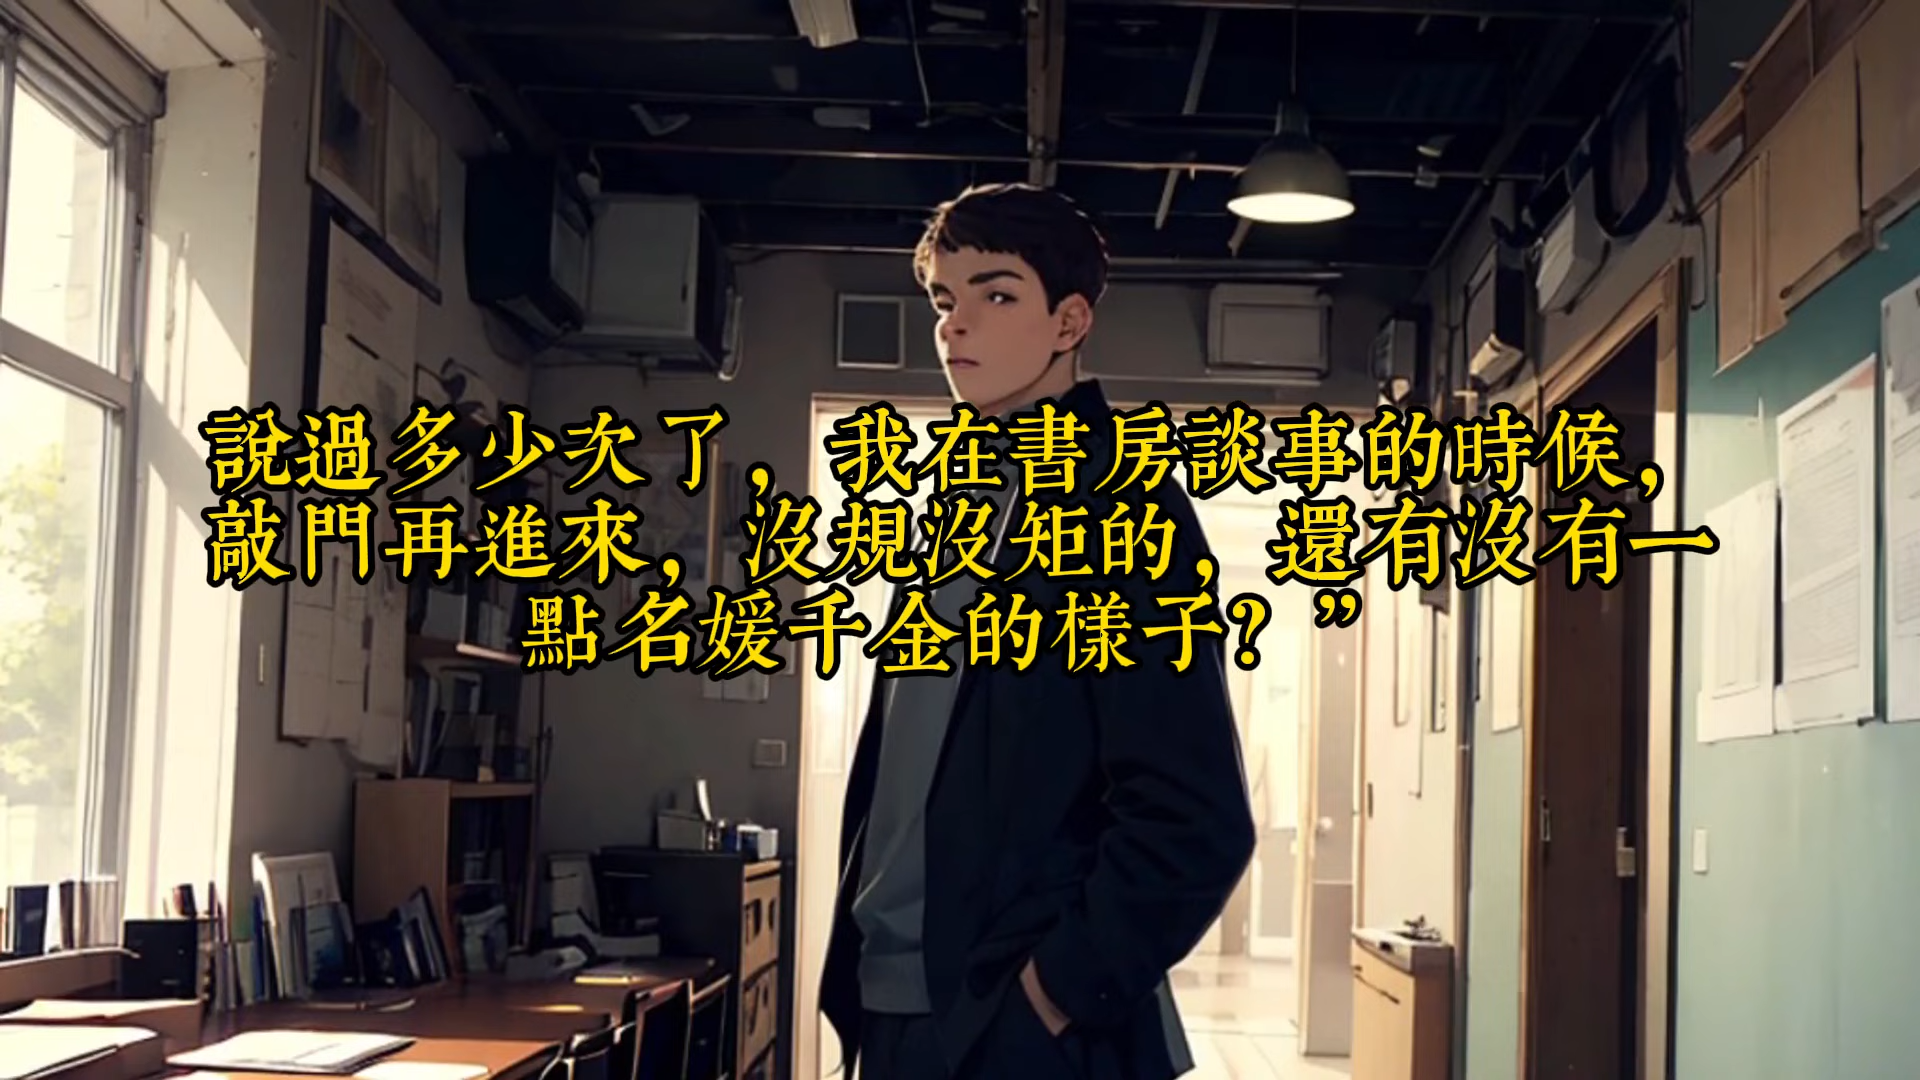 說過多少次了，我在書房談事的時候，
敲門再進來，沒規沒矩的，還有沒有一
點名媛千金的樣子？”